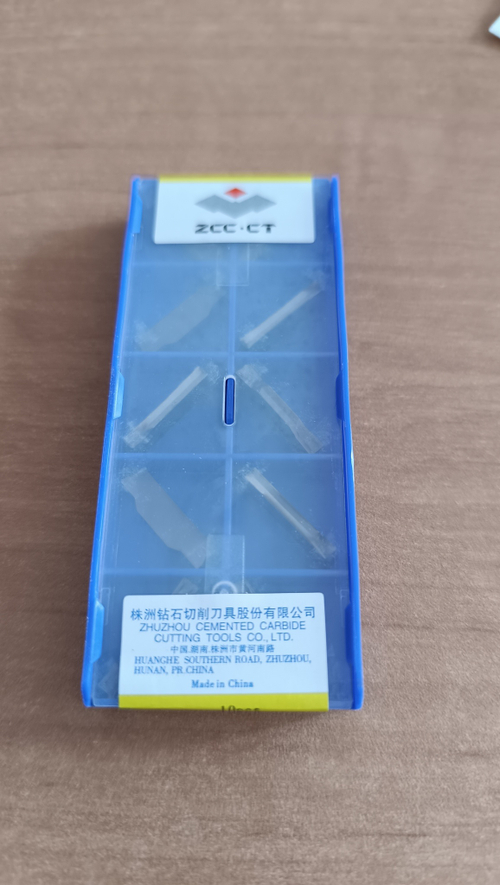 ZCC·CT
株洲钻石切削刀具股份有限公司
ZHUZHOU CEMENTED CARBIDE
CUTTING TOOLS CO., LTD.
中国.湖南.株洲市黄河南路
HUANGHE SOUTHERN ROAD, ZHUZHOU,
HUNAN, PR.CHINA
Made in China